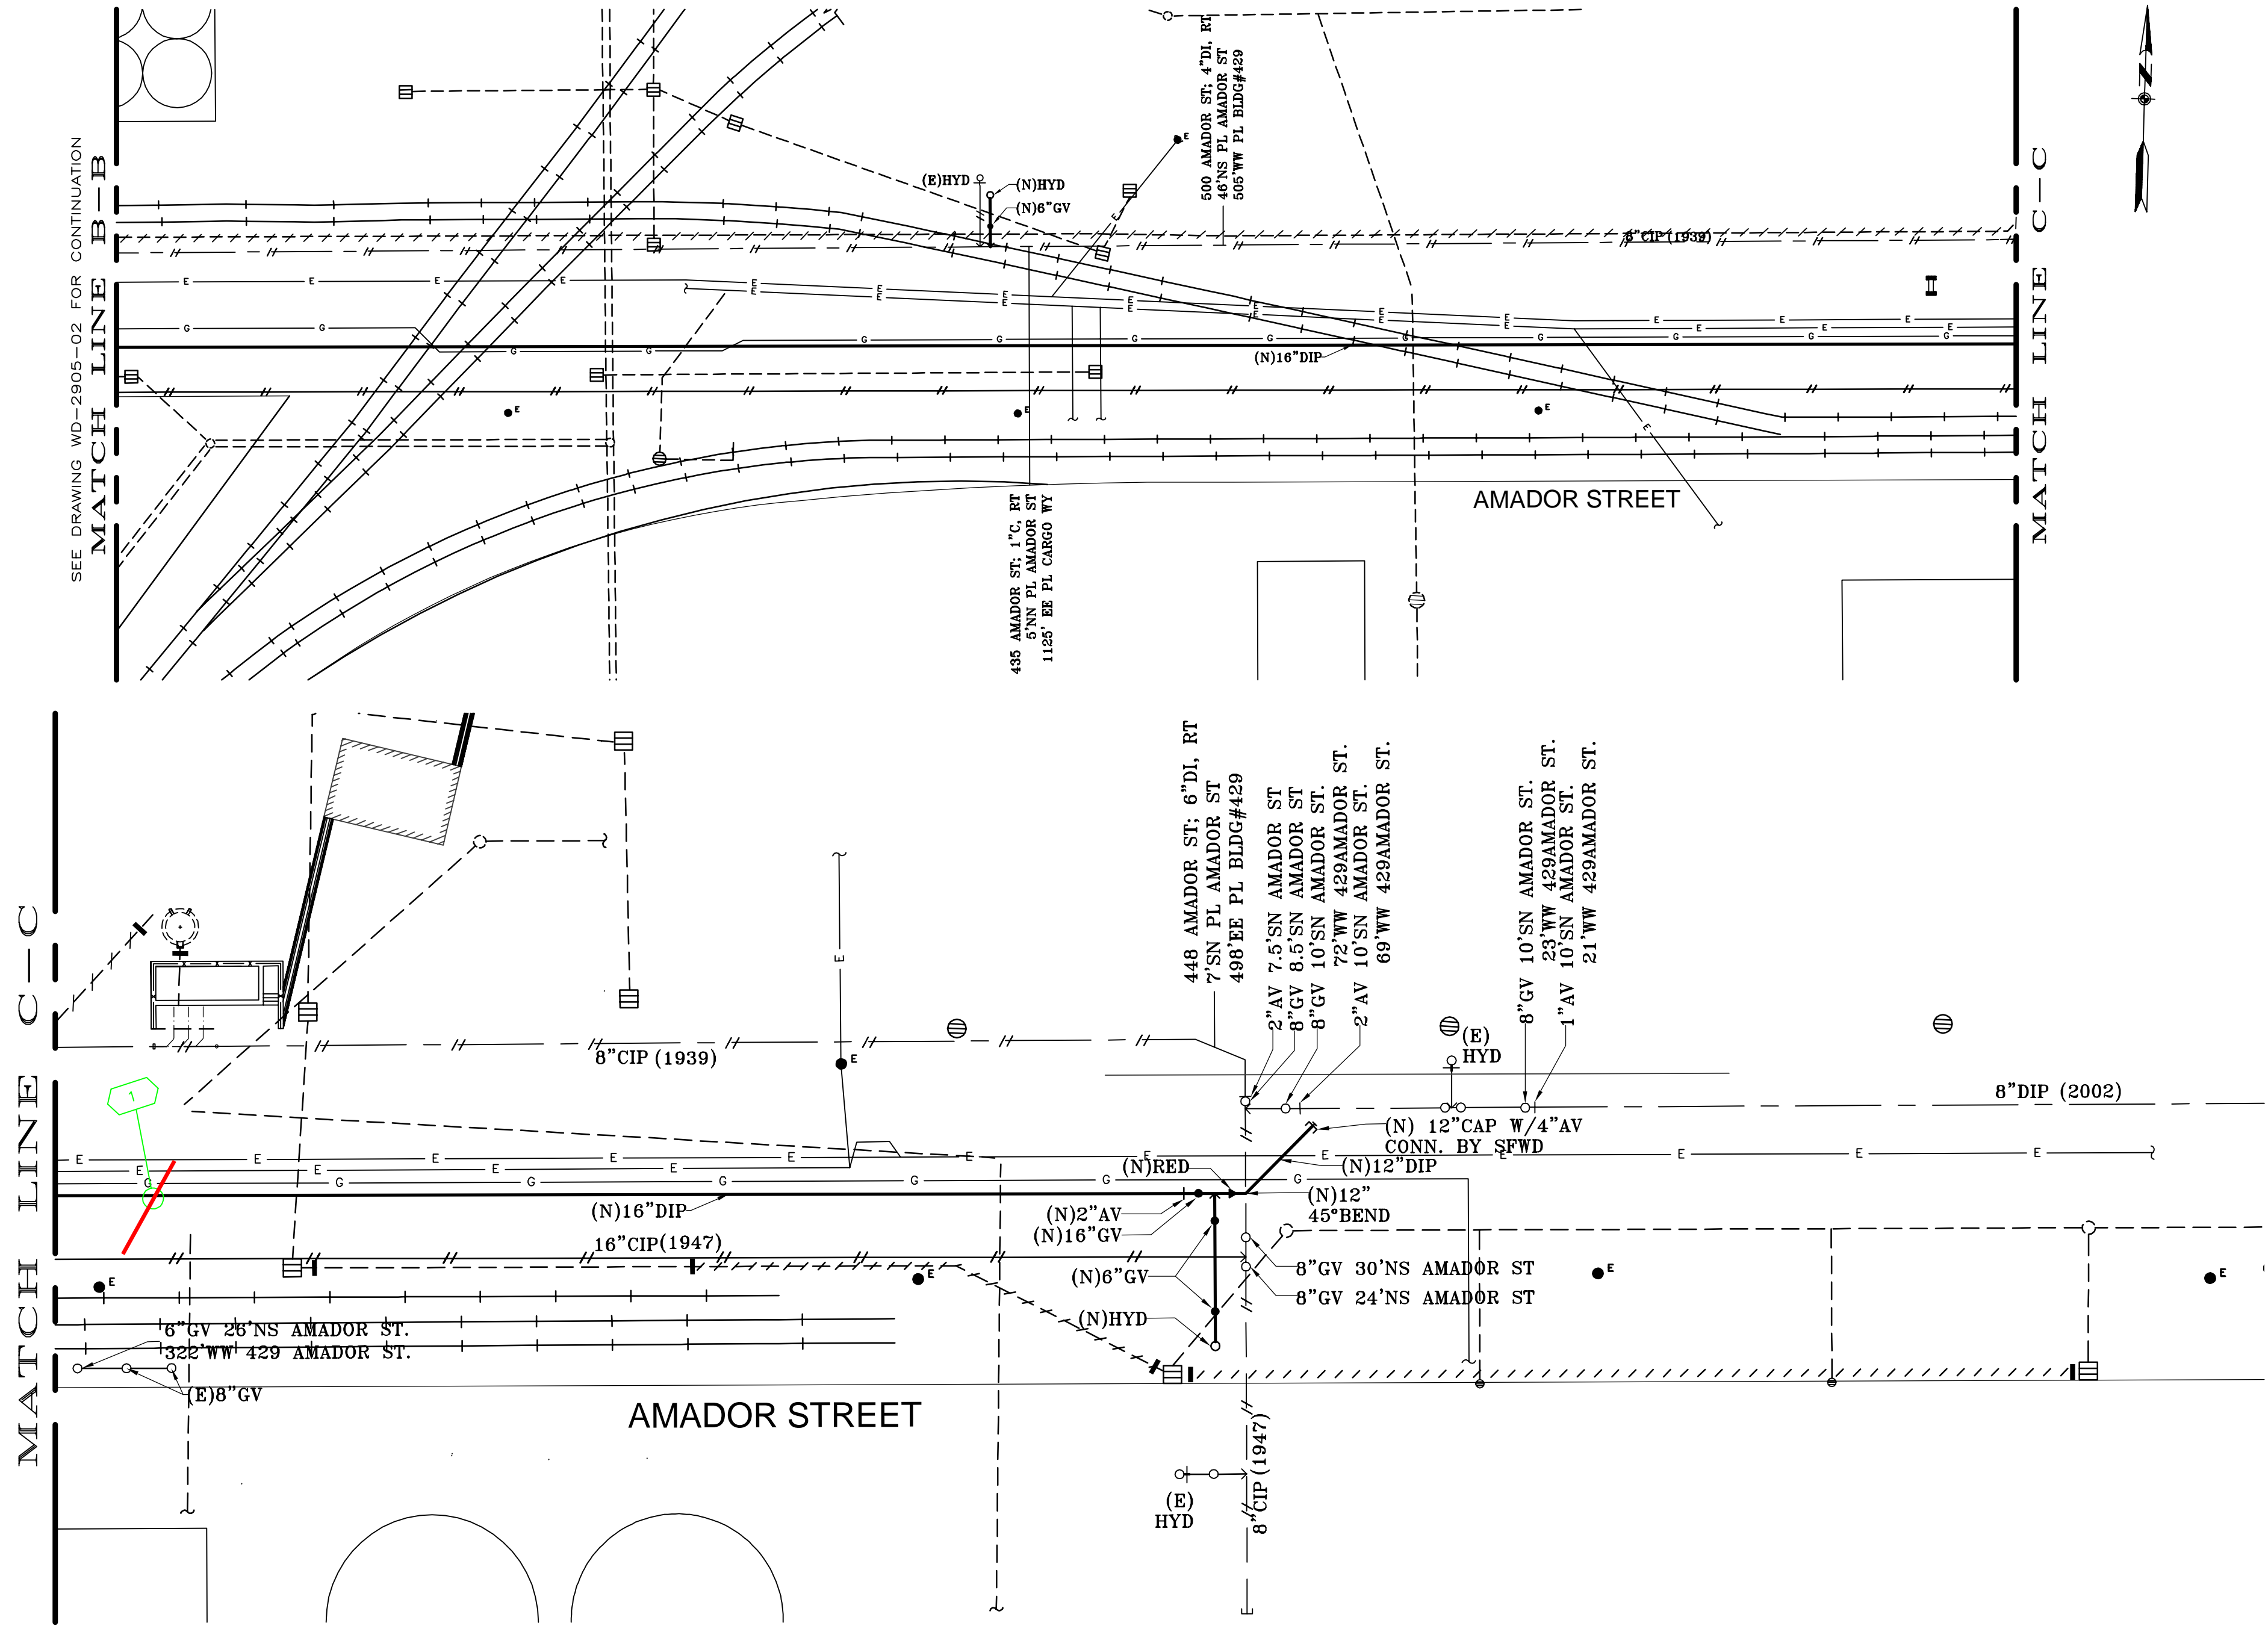 SEE DRAWING WD-2905-02 FOR CONTINUATION
MATCH LINE B-B
(E)HYD
(N)HYD
(N)6"GV
E
500 AMADOR ST; 4"DI, RT
46'NS PL AMADOR ST
505'WW PL BLDG#429
6"CIP (1939)
N
MATCH LINE C-C
E E E E E E E E E E E E
E E E E E E E E E
G G G G G G G G G G G G
(N)16"DIP
E
E
E
E
E
AMADOR STREET
435 AMADOR ST; 1"C, RT
5'NN PL AMADOR ST
1125' EE PL CARGO WY
MATCH LINE C-C
448 AMADOR ST; 6"DI, RT
7'SN PL AMADOR ST
498'EE PL BLDG#429
2"AV 7.5'SN AMADOR ST
8"GV 8.5'SN AMADOR ST
8"GV 10'SN AMADOR ST.
72'WW 429AMADOR ST.
2"AV 10'SN AMADOR ST.
69'WW 429AMADOR ST.
8"GV 10'SN AMADOR ST.
23'WW 429AMADOR ST.
1"AV 10'SN AMADOR ST.
21'WW 429AMADOR ST.
E
8"CIP (1939)
E
(E)
HYD
8"DIP (2002)
1
(N) 12"CAP W/4"AV
CONN. BY SFWD
E E E E E E E E E E E E
E E E E
(N)RED
(N)12"DIP
G G G G G G G
(N)16"DIP
(N)2"AV
(N)16"GV
(N)12"
45°BEND
16"CIP(1947)
(N)6"GV
8"GV 30'NS AMADOR ST
8"GV 24'NS AMADOR ST
E
E
E
E
(N)HYD
6"GV 26'NS AMADOR ST.
322'WW 429 AMADOR ST.
(E)8"GV
AMADOR STREET
8"CIP (1947)
(E)
HYD